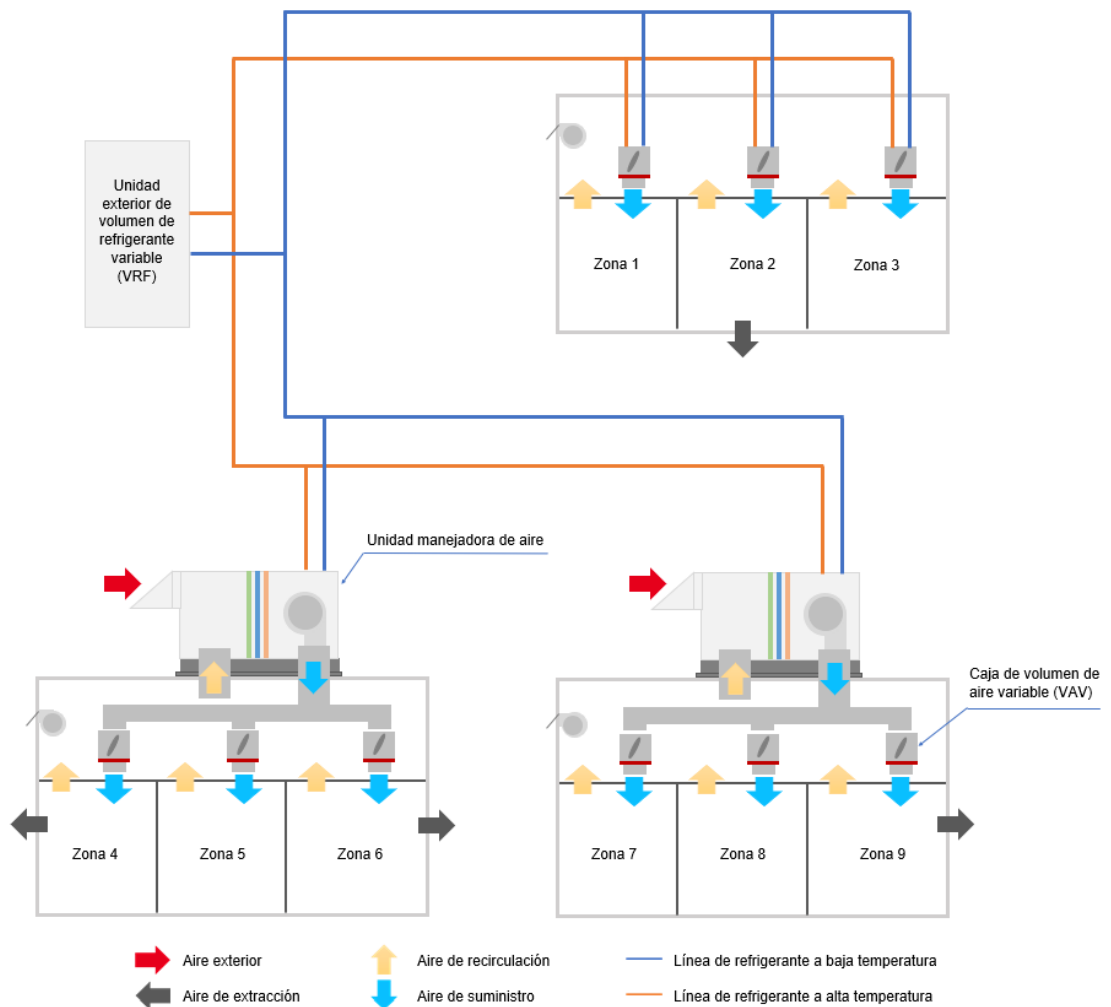 Unidad
exterior de
volumen de
refrigerante
variable
(VRF)
Zona 1
Zona 2
Zona 3
Unidad manejadora de aire
Caja de volumen de
aire variable (VAV)
Zona 4
Zona 5
Zona 6
Zona 7
Zona 8
Zona 9
Aire exterior
Aire de recirculación
Línea de refrigerante a baja temperatura
Aire de extracción
Aire de suministro
Línea de refrigerante a alta temperatura